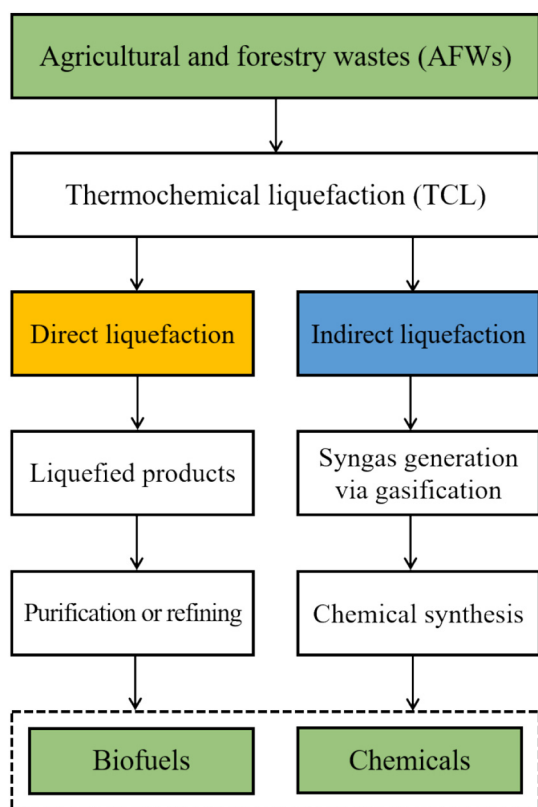 Agricultural and forestry wastes (AFWs)
Thermochemical liquefaction (TCL)
Direct liquefaction
Indirect liquefaction
Liquefied products
Syngas generation
via gasification
Purification or refining
Chemical synthesis
Biofuels
Chemicals